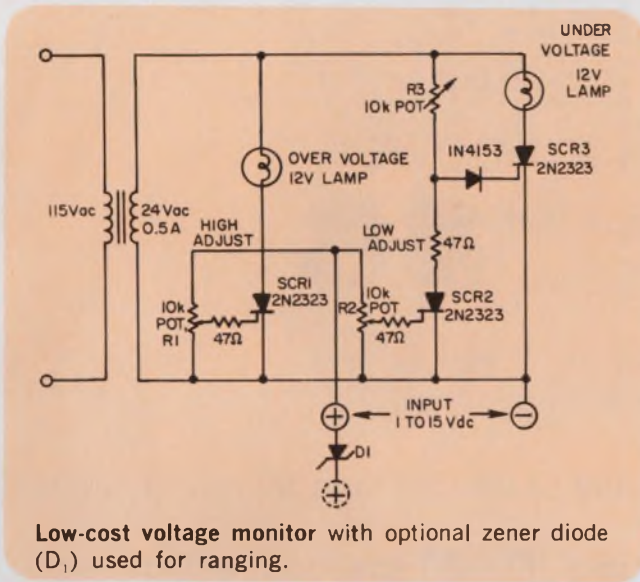 UNDER
VOLTAGE
12V
LAMP
R3
10k POT
1N4153
SCR3
2N2323
OVER VOLTAGE
12V LAMP
115Vac
24Vac
0.5A
HIGH
ADJUST
LOW
ADJUST
47Ω
SCR1
2N2323
10k
POT,
R1
47Ω
R2
10k
POT
47Ω
SCR2
2N2323
+
INPUT
1 TO 15 Vdc
−
D1
+
Low-cost voltage monitor with optional zener diode
(D₁) used for ranging.